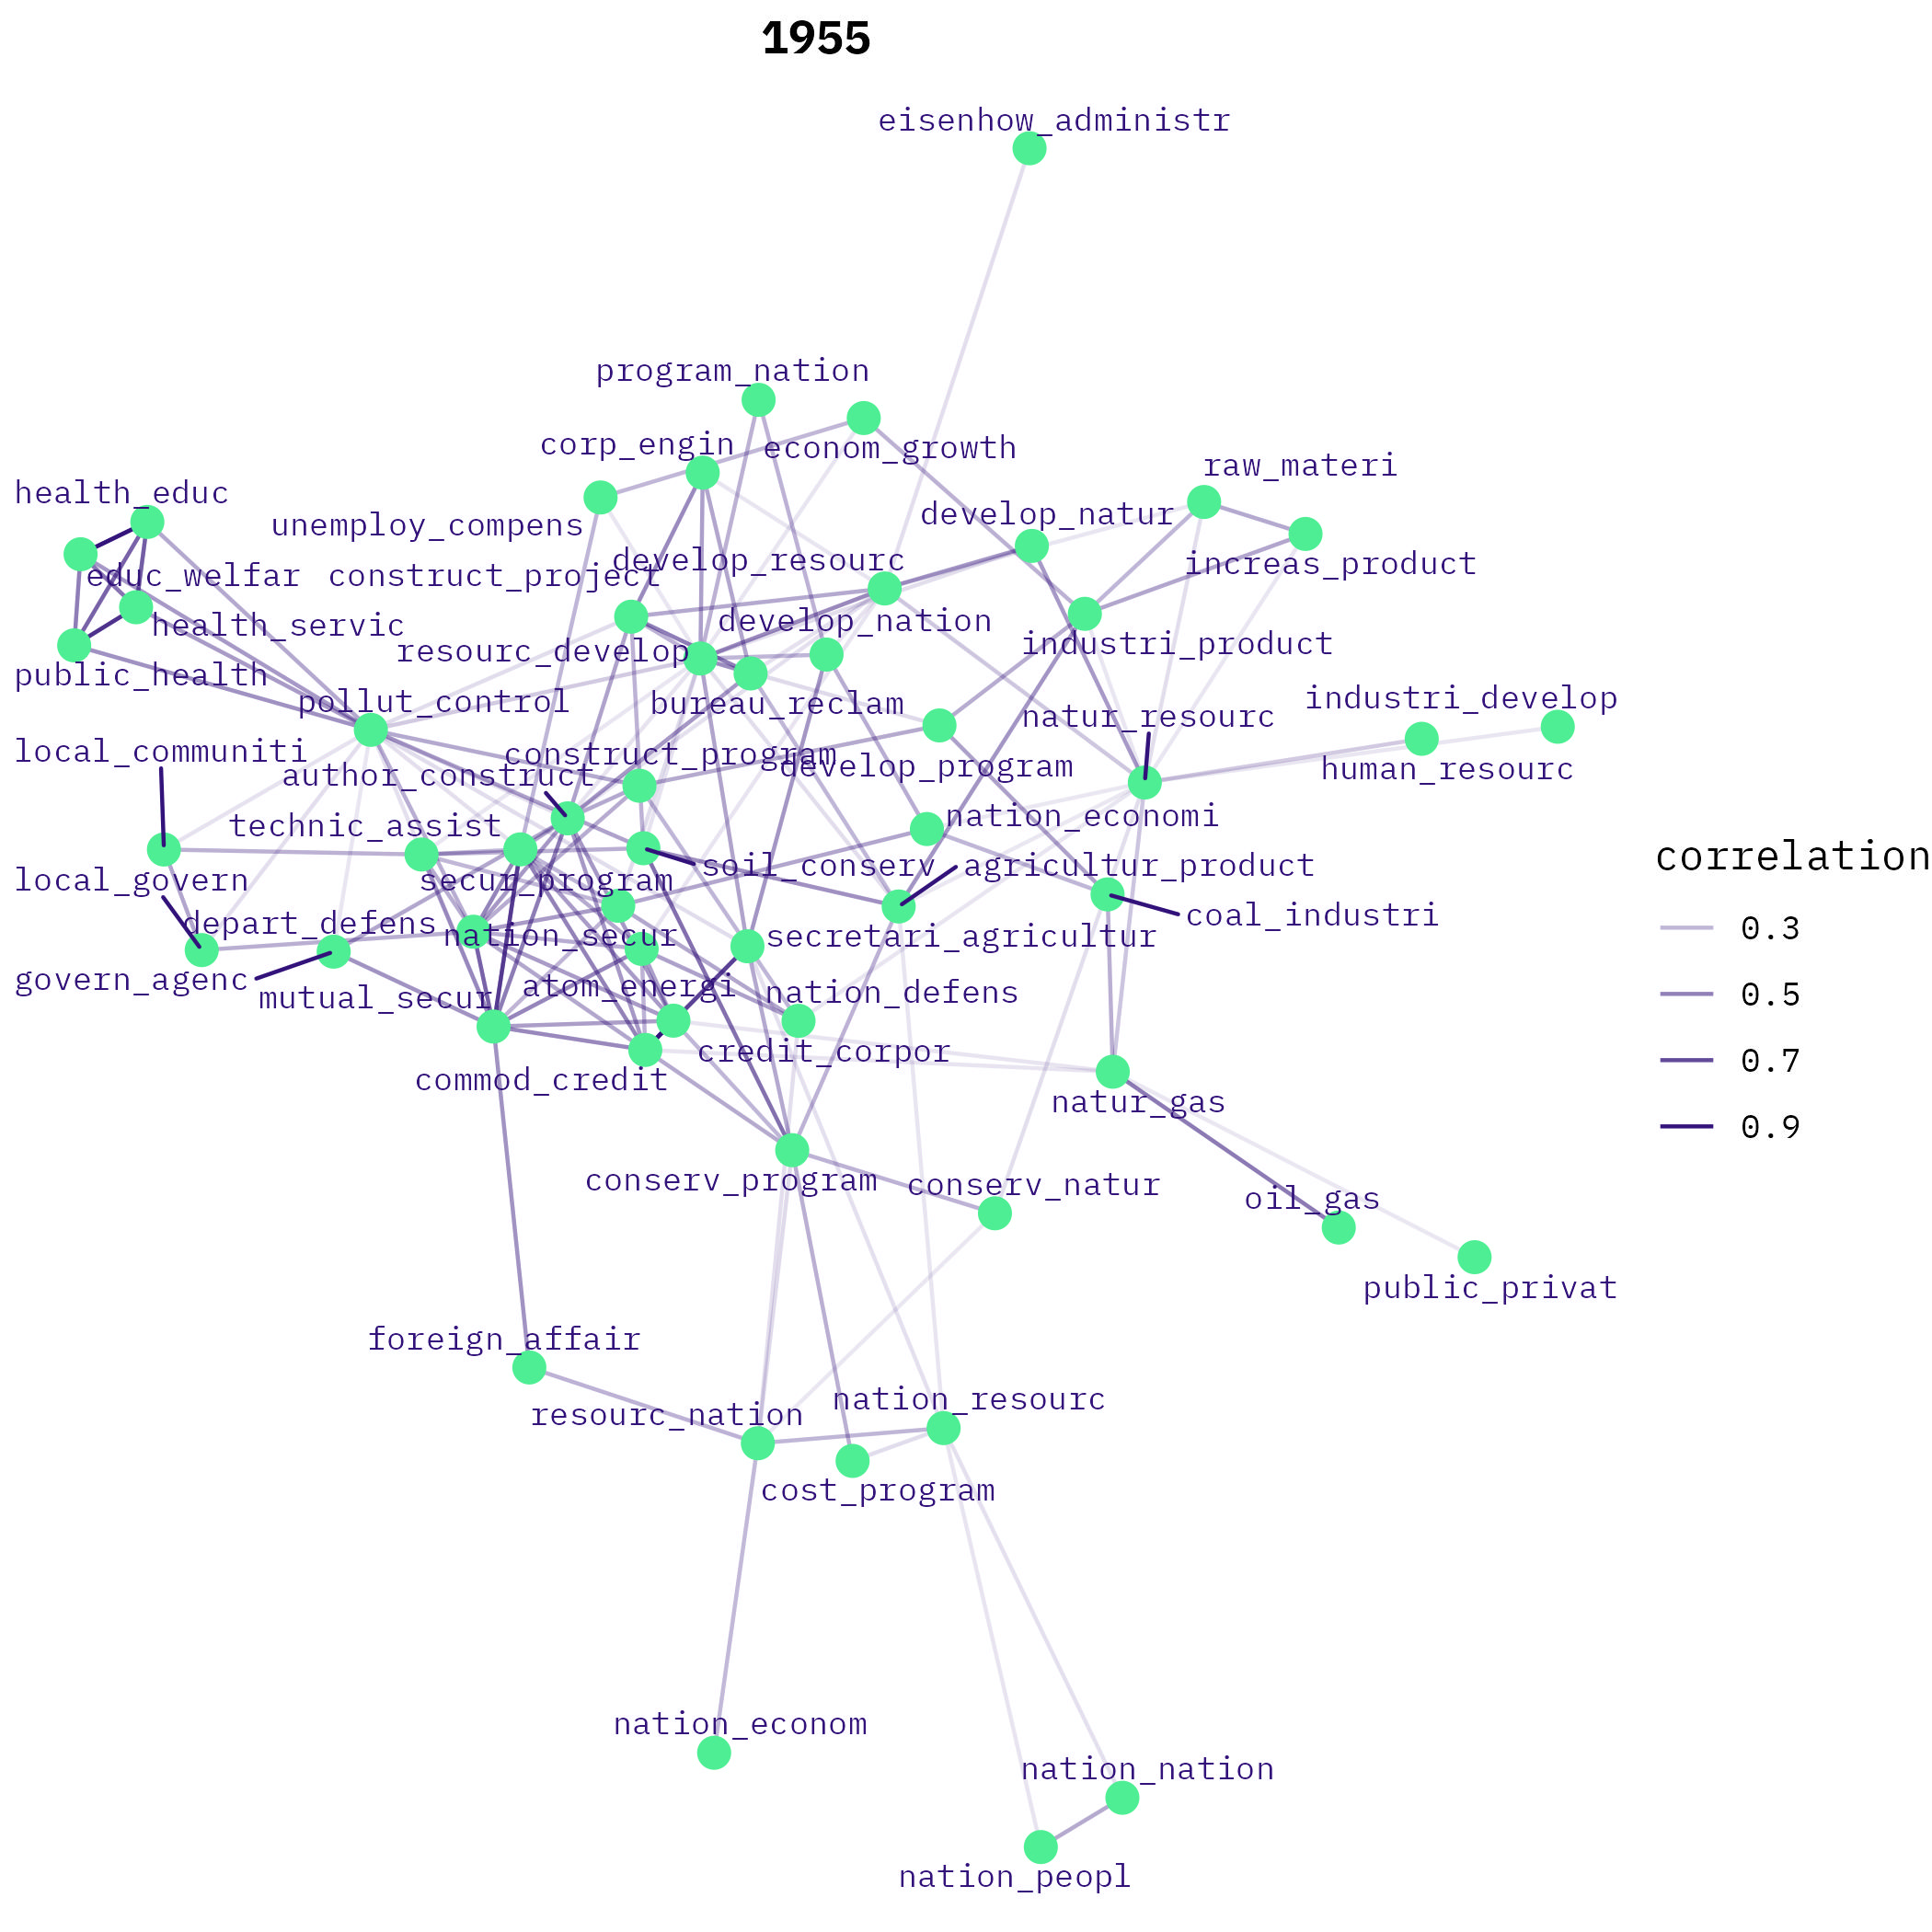 1955
eisenhow_administr
program_nation
corp_engin
econom_growth
raw_materi
health_educ
unemploy_compens
develop_natur
develop_resourc
increas_product
educ_welfar
construct_project
health_servic
develop_nation
resourc_develop
industri_product
public_health
pollut_control
bureau_reclam
natur_resourc
industri_develop
local_communiti
construct_program
author_construct
develop_program
human_resourc
technic_assist
nation_economi
local_govern
secur_program
soil_conserv
agricultur_product
depart_defens
nation_secur
secretari_agricultur
coal_industri
govern_agenc
mutual_secur
atom_energi
nation_defens
credit_corpor
commod_credit
natur_gas
conserv_program
conserv_natur
oil_gas
public_privat
foreign_affair
resourc_nation
nation_resourc
cost_program
nation_econom
nation_nation
nation_peopl
correlation
0.3
0.5
0.7
0.9